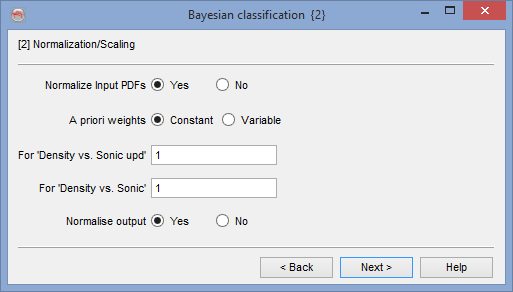 Bayesian classification {2}
[2] Normalization/Scaling
Normalize Input PDFs Yes No
A priori weights Constant Variable
For 'Density vs. Sonic upd' 1
For 'Density vs. Sonic' 1
Normalise output Yes No
< Back Next > Help